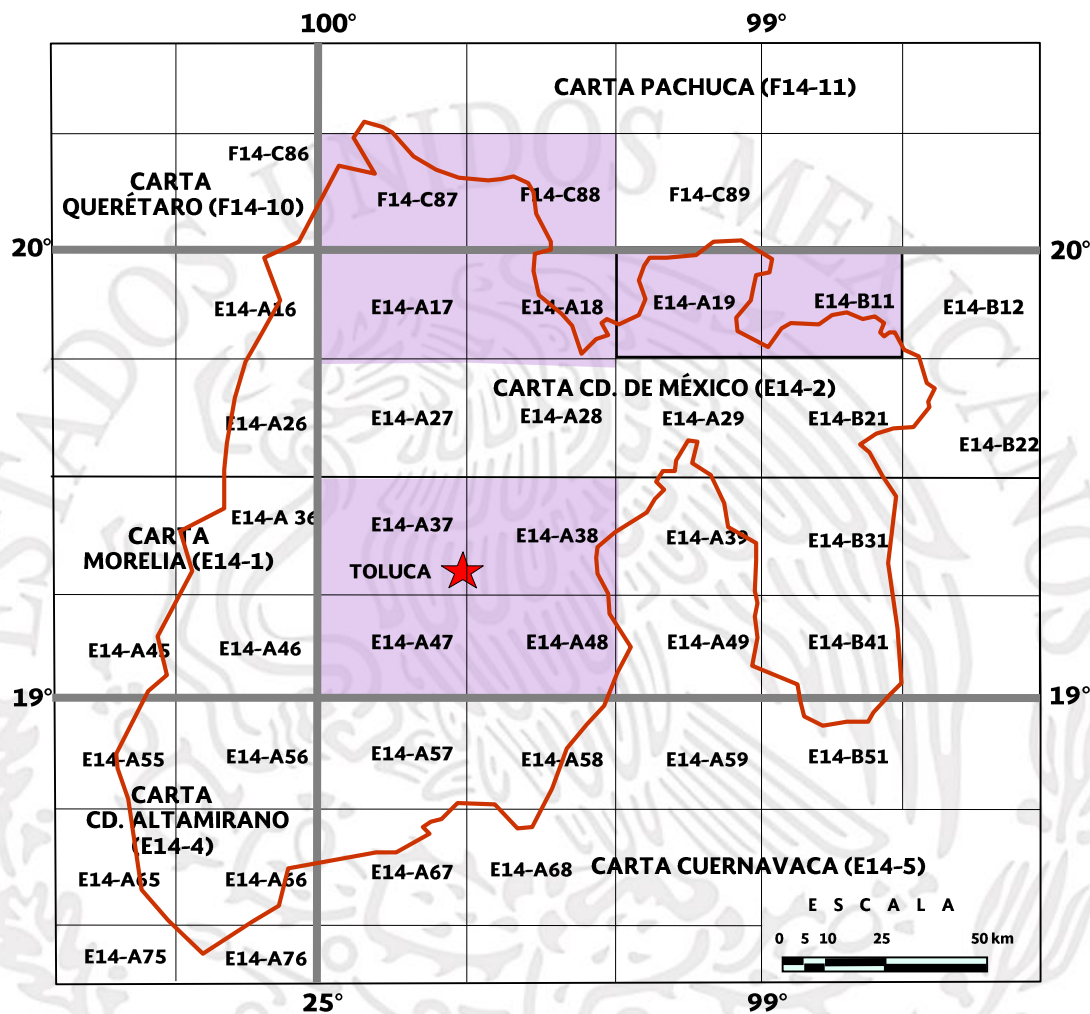 100° 99°
CARTA PACHUCA (F14-11)
F14-C86
CARTA
QUERÉTARO (F14-10)
F14-C87 F14-C88 F14-C89
20° 20°
E14-A16 E14-A17 E14-A18 E14-A19 E14-B11 E14-B12
CARTA CD. DE MÉXICO (E14-2)
E14-A26 E14-A27 E14-A28 E14-A29 E14-B21
E14-B22
E14-A 36 E14-A37 E14-A38 E14-A39 E14-B31
CARTA
MORELIA (E14-1)
TOLUCA
E14-A45 E14-A46 E14-A47 E14-A48 E14-A49 E14-B41
19° 19°
E14-A55 E14-A56 E14-A57 E14-A58 E14-A59 E14-B51
CARTA
CD. ALTAMIRANO
(E14-4)
E14-A65 E14-A66 E14-A67 E14-A68 CARTA CUERNAVACA (E14-5)
E S C A L A
0 5 10 25 50 km
E14-A75 E14-A76
25° 99°
ESTADOS UNIDOS MEXICANOS